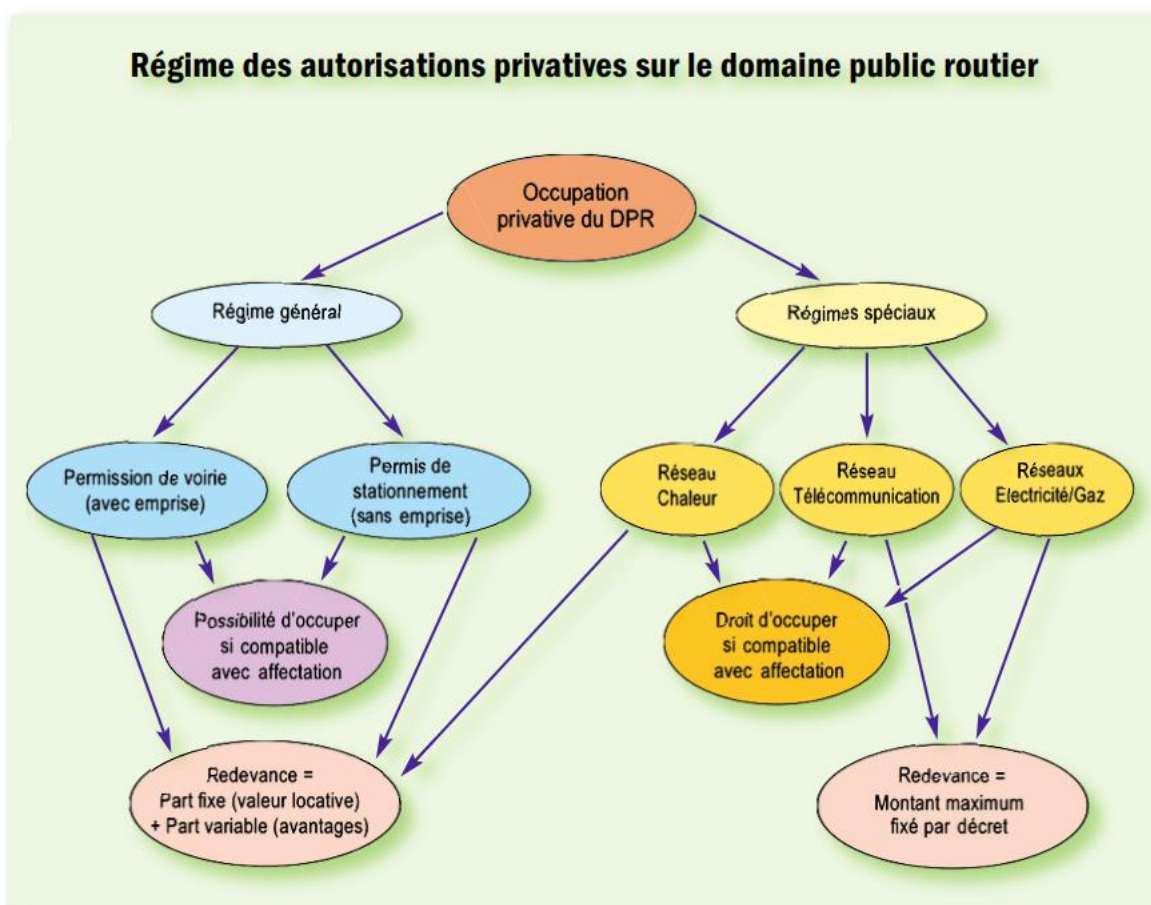 Régime des autorisations privatives sur le domaine public routier
Occupation
privative du DPR
Régime général
Régimes spéciaux
Permission de voirie
(avec emprise)
Permis de
stationnement
(sans emprise)
Réseau
Chaleur
Réseau
Télécommunication
Réseaux
Electricité/Gaz
Possibilité d'occuper
si compatible
avec affectation
Droit d'occuper
si compatible
avec affectation
Redevance =
Part fixe (valeur locative)
+ Part variable (avantages)
Redevance =
Montant maximum
fixé par décret